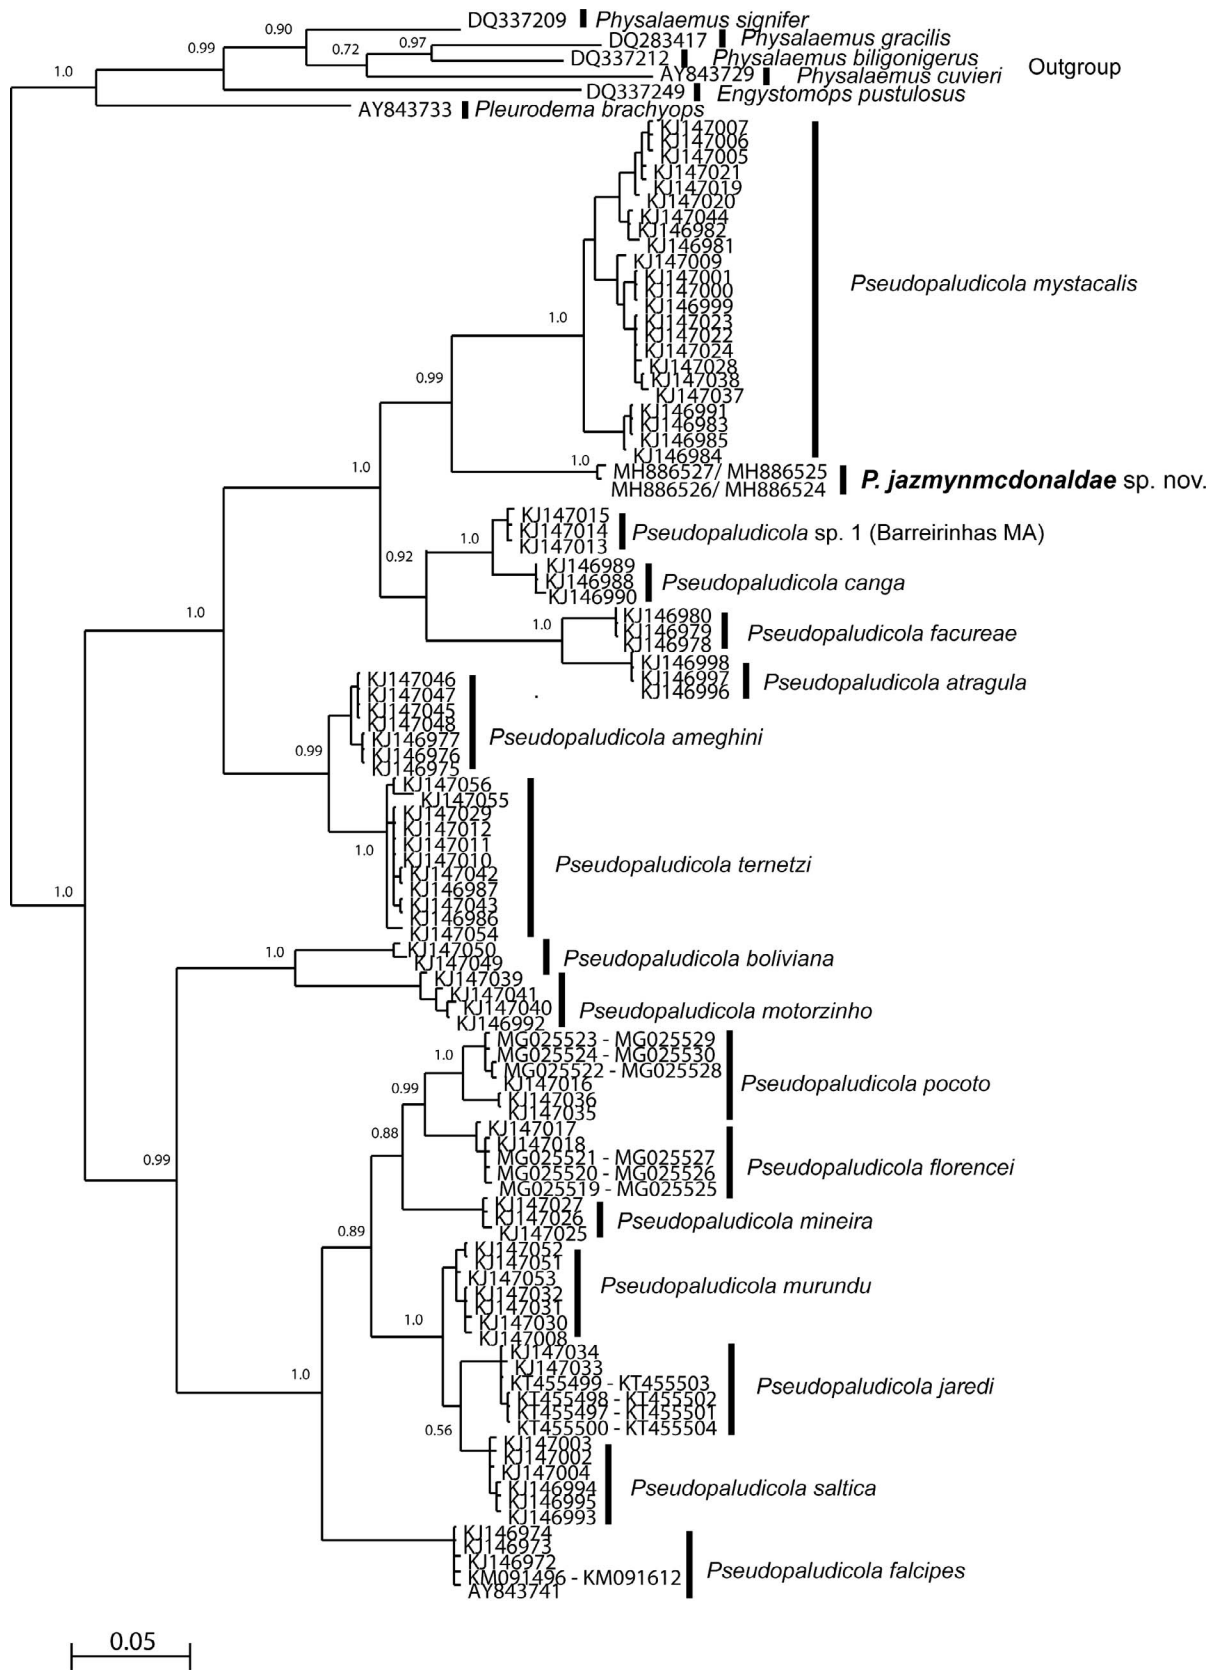 DQ337209 Physalaemus signifer
0.90
DQ283417 Physalaemus gracilis
0.97
0.99
0.72
DQ337212 Physalaemus biligonigerus
Outgroup
1.0
AY843729 Physalaemus cuvieri
DQ337249 Engystomops pustulosus
AY843733 Pleurodema brachyops
KJ147007
KJ147006
KJ147005
KJ147021
KJ147019
KJ147020
KJ147044
KJ146982
KJ146981
KJ147009
KJ147001
Pseudopaludicola mystacalis
KJ147000
KJ146999
1.0
KJ147023
KJ147022
KJ147024
KJ147028
0.99
KJ147038
KJ147037
KJ146991
KJ146983
KJ146985
KJ146984
1.0
1.0
MH886527/ MH886525
P. jazmynmcdonaldae sp. nov.
MH886526/ MH886524
KJ147015
KJ147014
Pseudopaludicola sp. 1 (Barreirinhas MA)
KJ147013
1.0
0.92
KJ146989
KJ146988
Pseudopaludicola canga
KJ146990
1.0
KJ146980
1.0
KJ146979
Pseudopaludicola facureae
KJ146978
KJ146998
KJ146997
Pseudopaludicola atragula
KJ146996
KJ147046
KJ147047
KJ147045
KJ147048
KJ146977
Pseudopaludicola ameghini
0.99
KJ146976
KJ146975
KJ147056
KJ147055
KJ147029
KJ147012
KJ147011
1.0
KJ147010
Pseudopaludicola ternetzi
KJ147042
KJ146987
1.0
KJ147043
KJ146986
KJ147054
KJ147050
1.0
Pseudopaludicola boliviana
KJ147049
KJ147039
KJ147041
KJ147040
Pseudopaludicola motorzinho
KJ146992
MG025523 - MG025529
MG025524 - MG025530
1.0
MG025522 - MG025528
KJ147016
Pseudopaludicola pocoto
0.99
KJ147036
KJ147035
KJ147017
0.88
KJ147018
MG025521 - MG025527
0.99
MG025520 - MG025526
Pseudopaludicola florencei
MG025519 - MG025525
KJ147027
KJ147026
Pseudopaludicola mineira
KJ147025
0.89
KJ147052
KJ147051
KJ147053
Pseudopaludicola murundu
KJ147032
KJ147031
1.0
KJ147030
KJ147008
KJ147034
KJ147033
1.0
KT455499 - KT455503
Pseudopaludicola jaredi
KT455498 - KT455502
KT455497 - KT455501
KT455500 - KT455504
0.56
KJ147003
KJ147002
KJ147004
KJ146994
Pseudopaludicola saltica
KJ146995
KJ146993
KJ146974
KJ146973
KJ146972
Pseudopaludicola falcipes
KM091496 - KM091612
AY843741
0.05